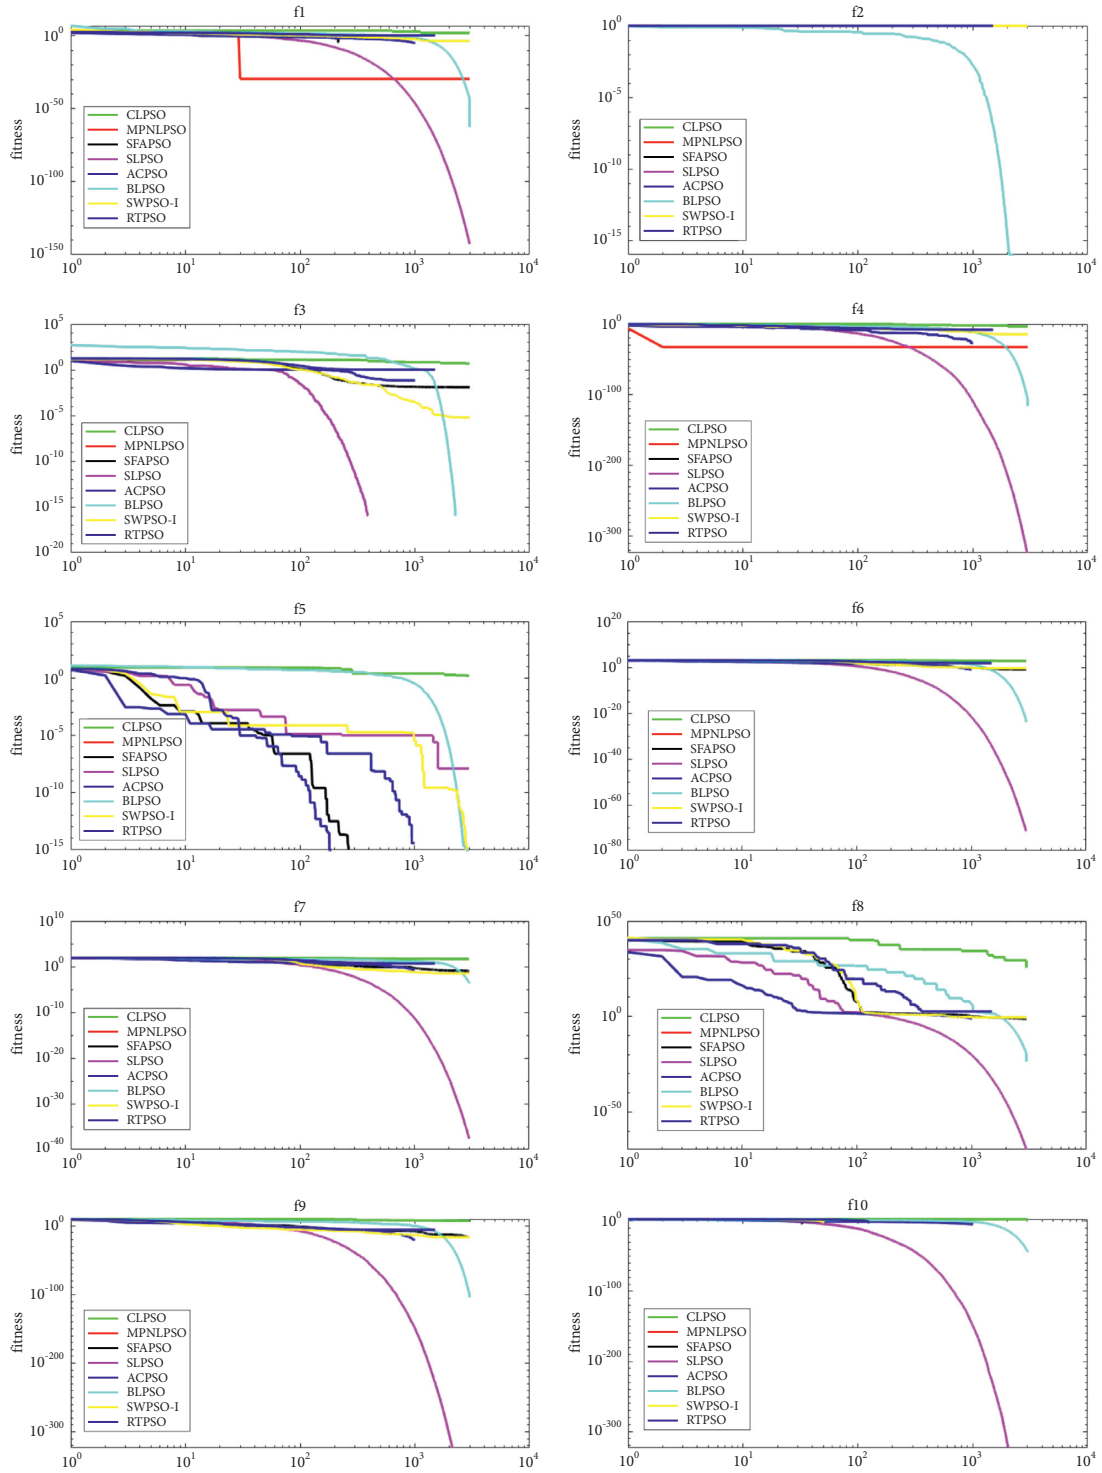 f1
fitness
10^0
10^-50
10^-100
10^-150
CLPSO
MPNLPSO
SFAPSO
SLPSO
ACPSO
BLPSO
SWPSO-I
RTPSO
10^0 10^1 10^2 10^3 10^4
f2
fitness
10^0
10^-5
10^-10
10^-15
CLPSO
MPNLPSO
SFAPSO
SLPSO
ACPSO
BLPSO
SWPSO-I
RTPSO
10^0 10^1 10^2 10^3 10^4
f3
fitness
10^5
10^0
10^-5
10^-10
10^-15
10^-20
CLPSO
MPNLPSO
SFAPSO
SLPSO
ACPSO
BLPSO
SWPSO-I
RTPSO
10^0 10^1 10^2 10^3 10^4
f4
fitness
10^0
10^-100
10^-200
10^-300
CLPSO
MPNLPSO
SFAPSO
SLPSO
ACPSO
BLPSO
SWPSO-I
RTPSO
10^0 10^1 10^2 10^3 10^4
f5
fitness
10^5
10^0
10^-5
10^-10
10^-15
CLPSO
MPNLPSO
SFAPSO
SLPSO
ACPSO
BLPSO
SWPSO-I
RTPSO
10^0 10^1 10^2 10^3 10^4
f6
fitness
10^20
10^0
10^-20
10^-40
10^-60
10^-80
CLPSO
MPNLPSO
SFAPSO
SLPSO
ACPSO
BLPSO
SWPSO-I
RTPSO
10^0 10^1 10^2 10^3 10^4
f7
fitness
10^10
10^0
10^-10
10^-20
10^-30
10^-40
CLPSO
MPNLPSO
SFAPSO
SLPSO
ACPSO
BLPSO
SWPSO-I
RTPSO
10^0 10^1 10^2 10^3 10^4
f8
fitness
10^50
10^0
10^-50
CLPSO
MPNLPSO
SFAPSO
SLPSO
ACPSO
BLPSO
SWPSO-I
RTPSO
10^0 10^1 10^2 10^3 10^4
f9
fitness
10^0
10^-100
10^-200
10^-300
CLPSO
MPNLPSO
SFAPSO
SLPSO
ACPSO
BLPSO
SWPSO-I
RTPSO
10^0 10^1 10^2 10^3 10^4
f10
fitness
10^0
10^-100
10^-200
10^-300
CLPSO
MPNLPSO
SFAPSO
SLPSO
ACPSO
BLPSO
SWPSO-I
RTPSO
10^0 10^1 10^2 10^3 10^4